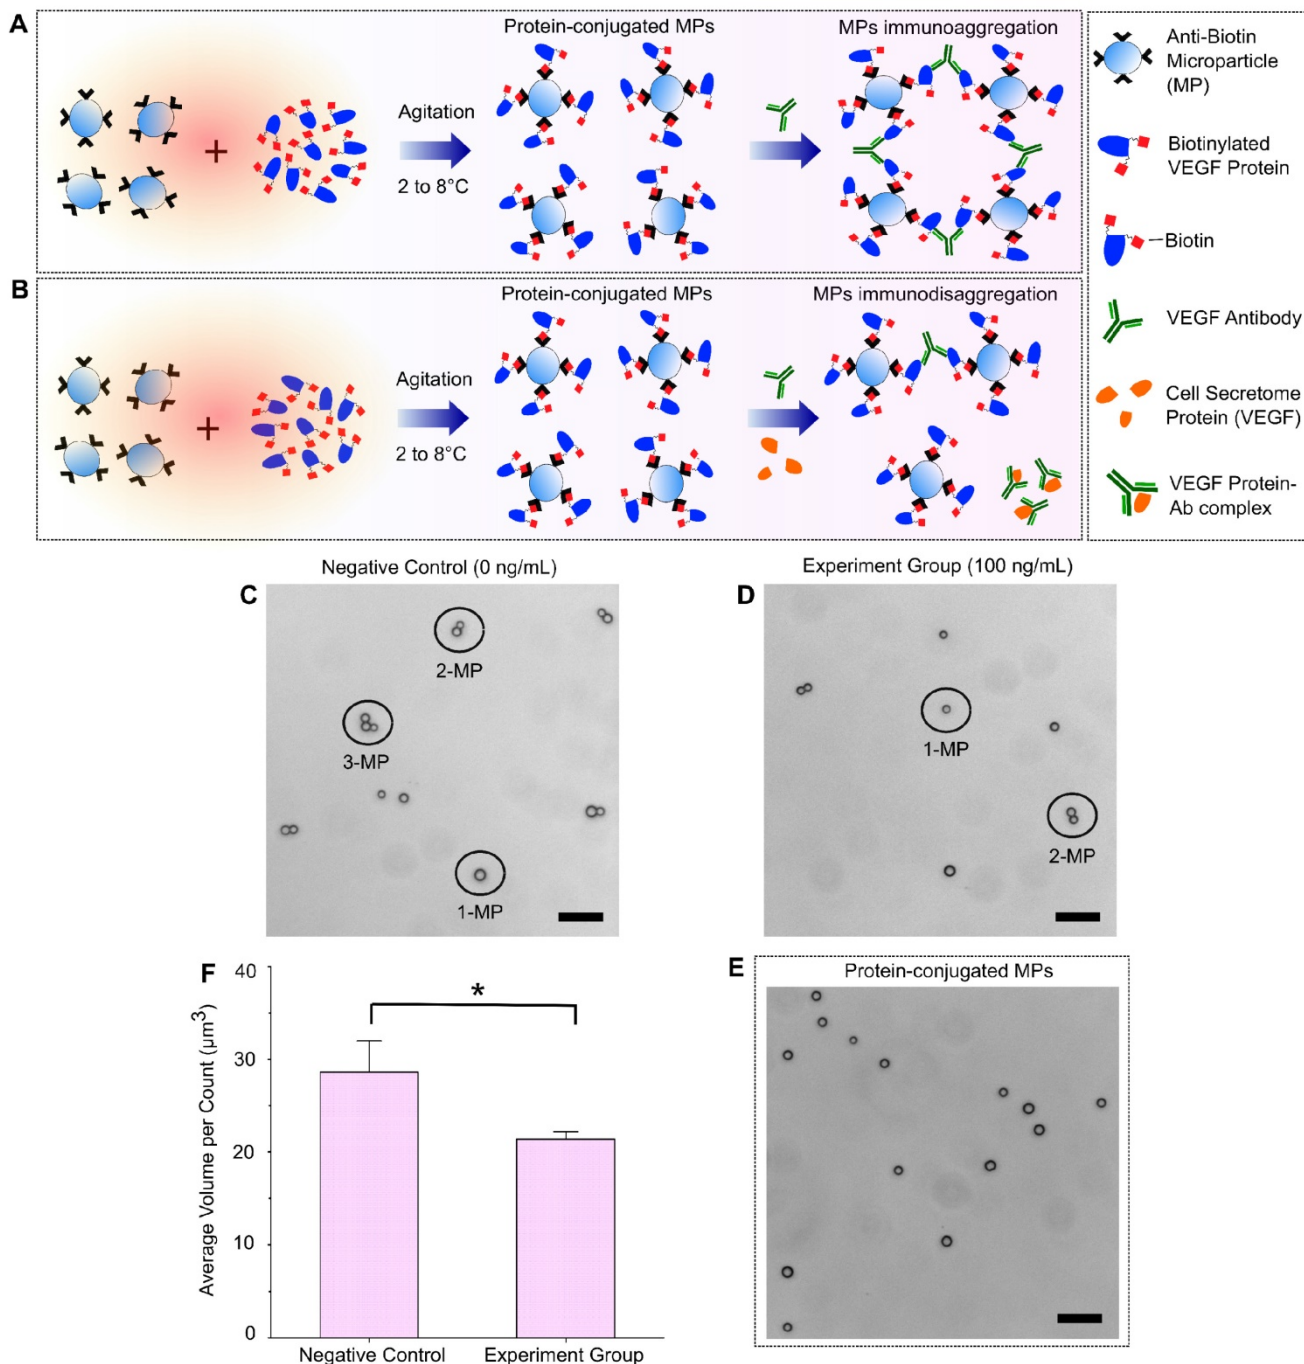 A
Protein-conjugated MPs
MPs immunoaggregation
+
Agitation
2 to 8°C
B
Protein-conjugated MPs
MPs immunodisaggregation
+
Agitation
2 to 8°C
Anti-Biotin
Microparticle
(MP)
Biotinylated
VEGF Protein
Biotin
VEGF Antibody
Cell Secretome
Protein (VEGF)
VEGF Protein-
Ab complex
Negative Control (0 ng/mL)
C
2-MP
3-MP
1-MP
Experiment Group (100 ng/mL)
D
1-MP
2-MP
F
Average Volume per Count (µm³)
40
30
20
10
0
*
Negative Control
Experiment Group
E
Protein-conjugated MPs